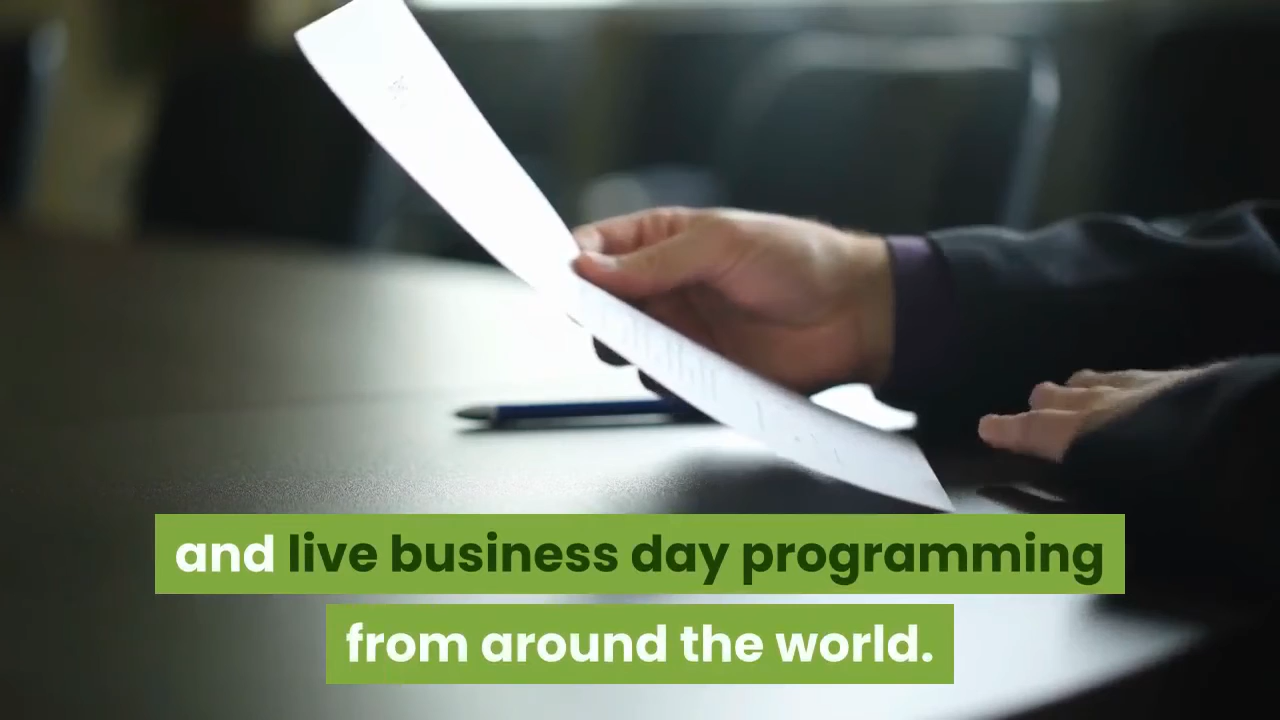 and live business day programming
from around the world.